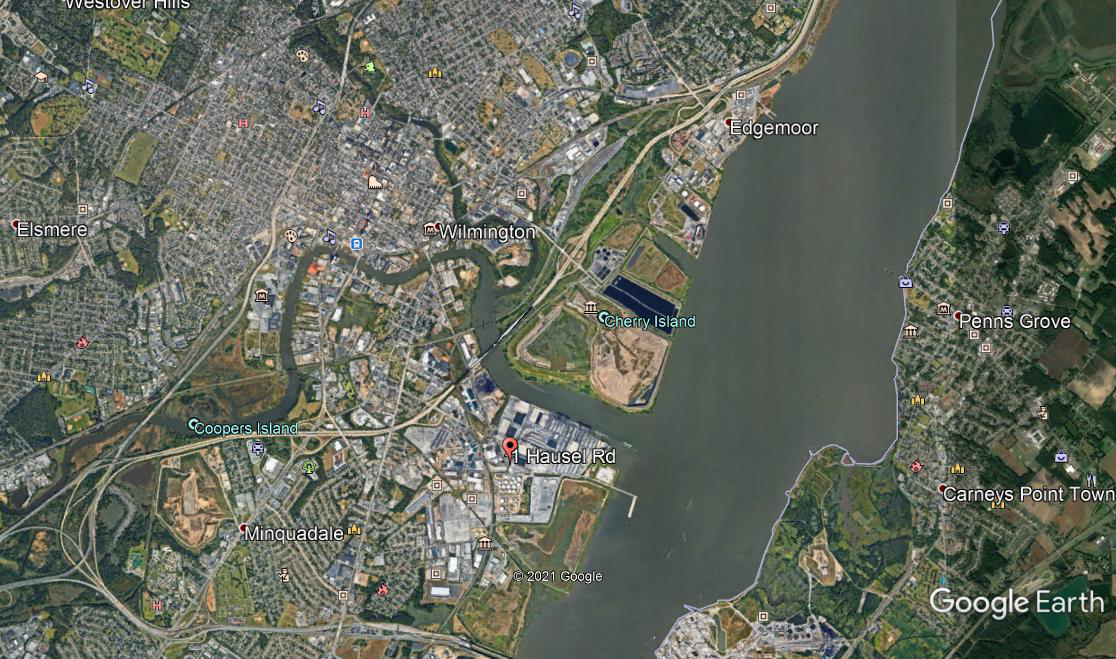 Westover Hills
Edgemoor
Elsmere
Wilmington
Cherry Island
Penns Grove
Coopers Island
1 Hausel Rd
Carneys Point Town
Minquadale
© 2021 Google
Google Earth